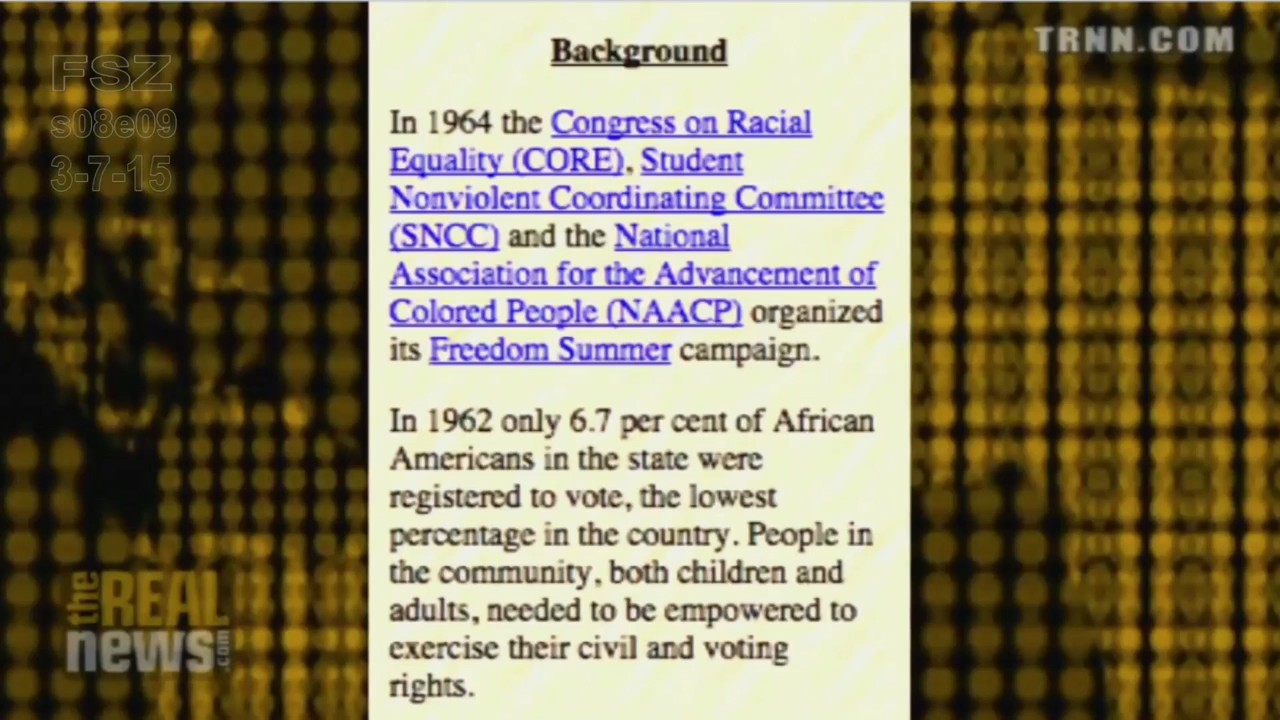 FSZ
s08e09
3-7-15
TRNN.COM
Background
In 1964 the Congress on Racial
Equality (CORE), Student
Nonviolent Coordinating Committee
(SNCC) and the National
Association for the Advancement of
Colored People (NAACP) organized
its Freedom Summer campaign.
In 1962 only 6.7 per cent of African
Americans in the state were
registered to vote, the lowest
percentage in the country. People in
the community, both children and
adults, needed to be empowered to
exercise their civil and voting
rights.
the REAL
news.com